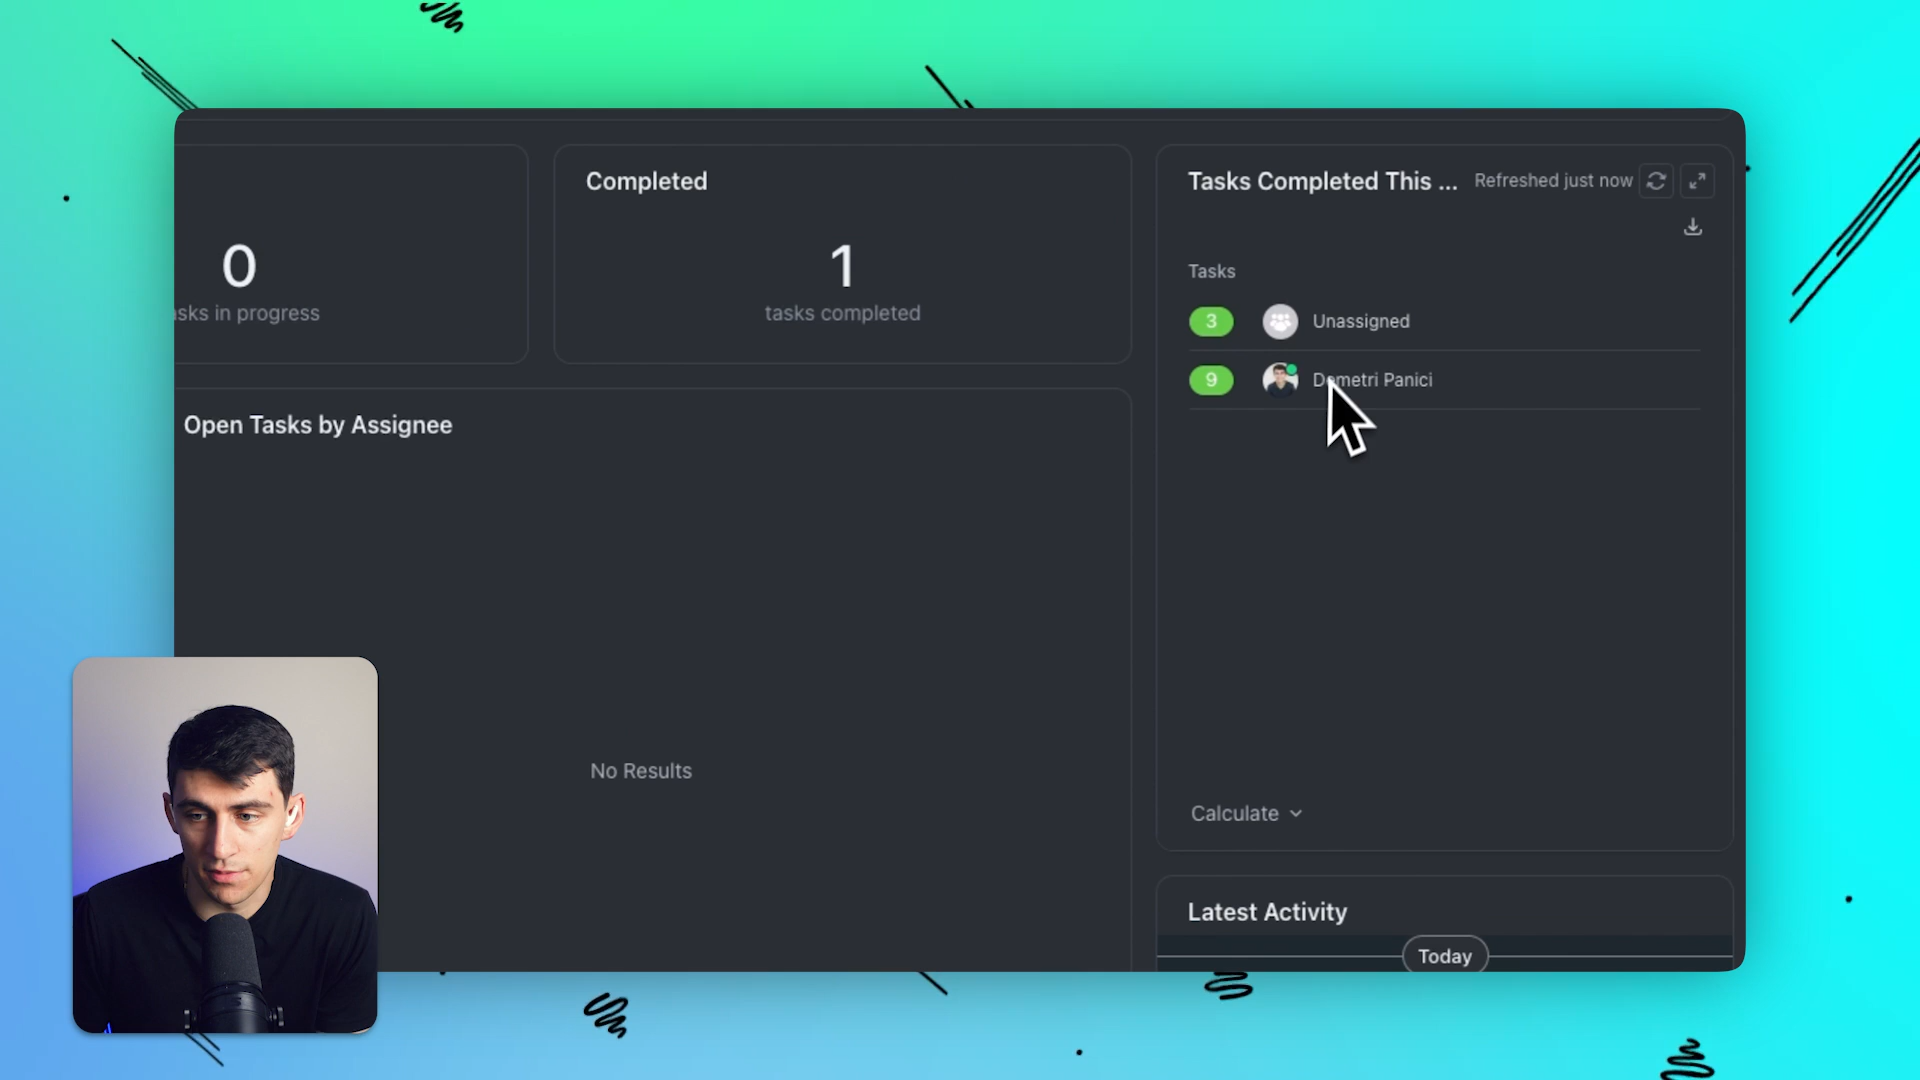 Completed
Tasks Completed This ...
Refreshed just now
0
1
asks in progress
tasks completed
Tasks
3 Unassigned
9 Demetri Panici
Open Tasks by Assignee
No Results
Calculate
Latest Activity
Today